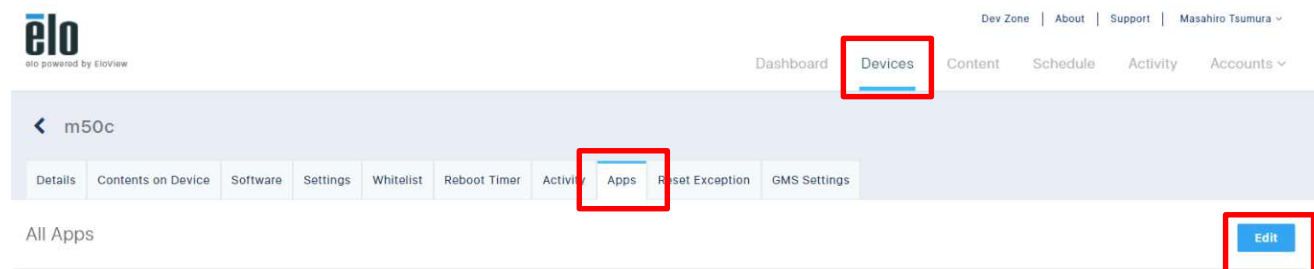 Dev Zone | About | Support | Masahiro Tsumura
ēlo
elo powered by EloView
Dashboard Devices Content Schedule Activity Accounts
m50c
Details Contents on Device Software Settings Whitelist Reboot Timer Activity Apps Reset Exception GMS Settings
All Apps Edit